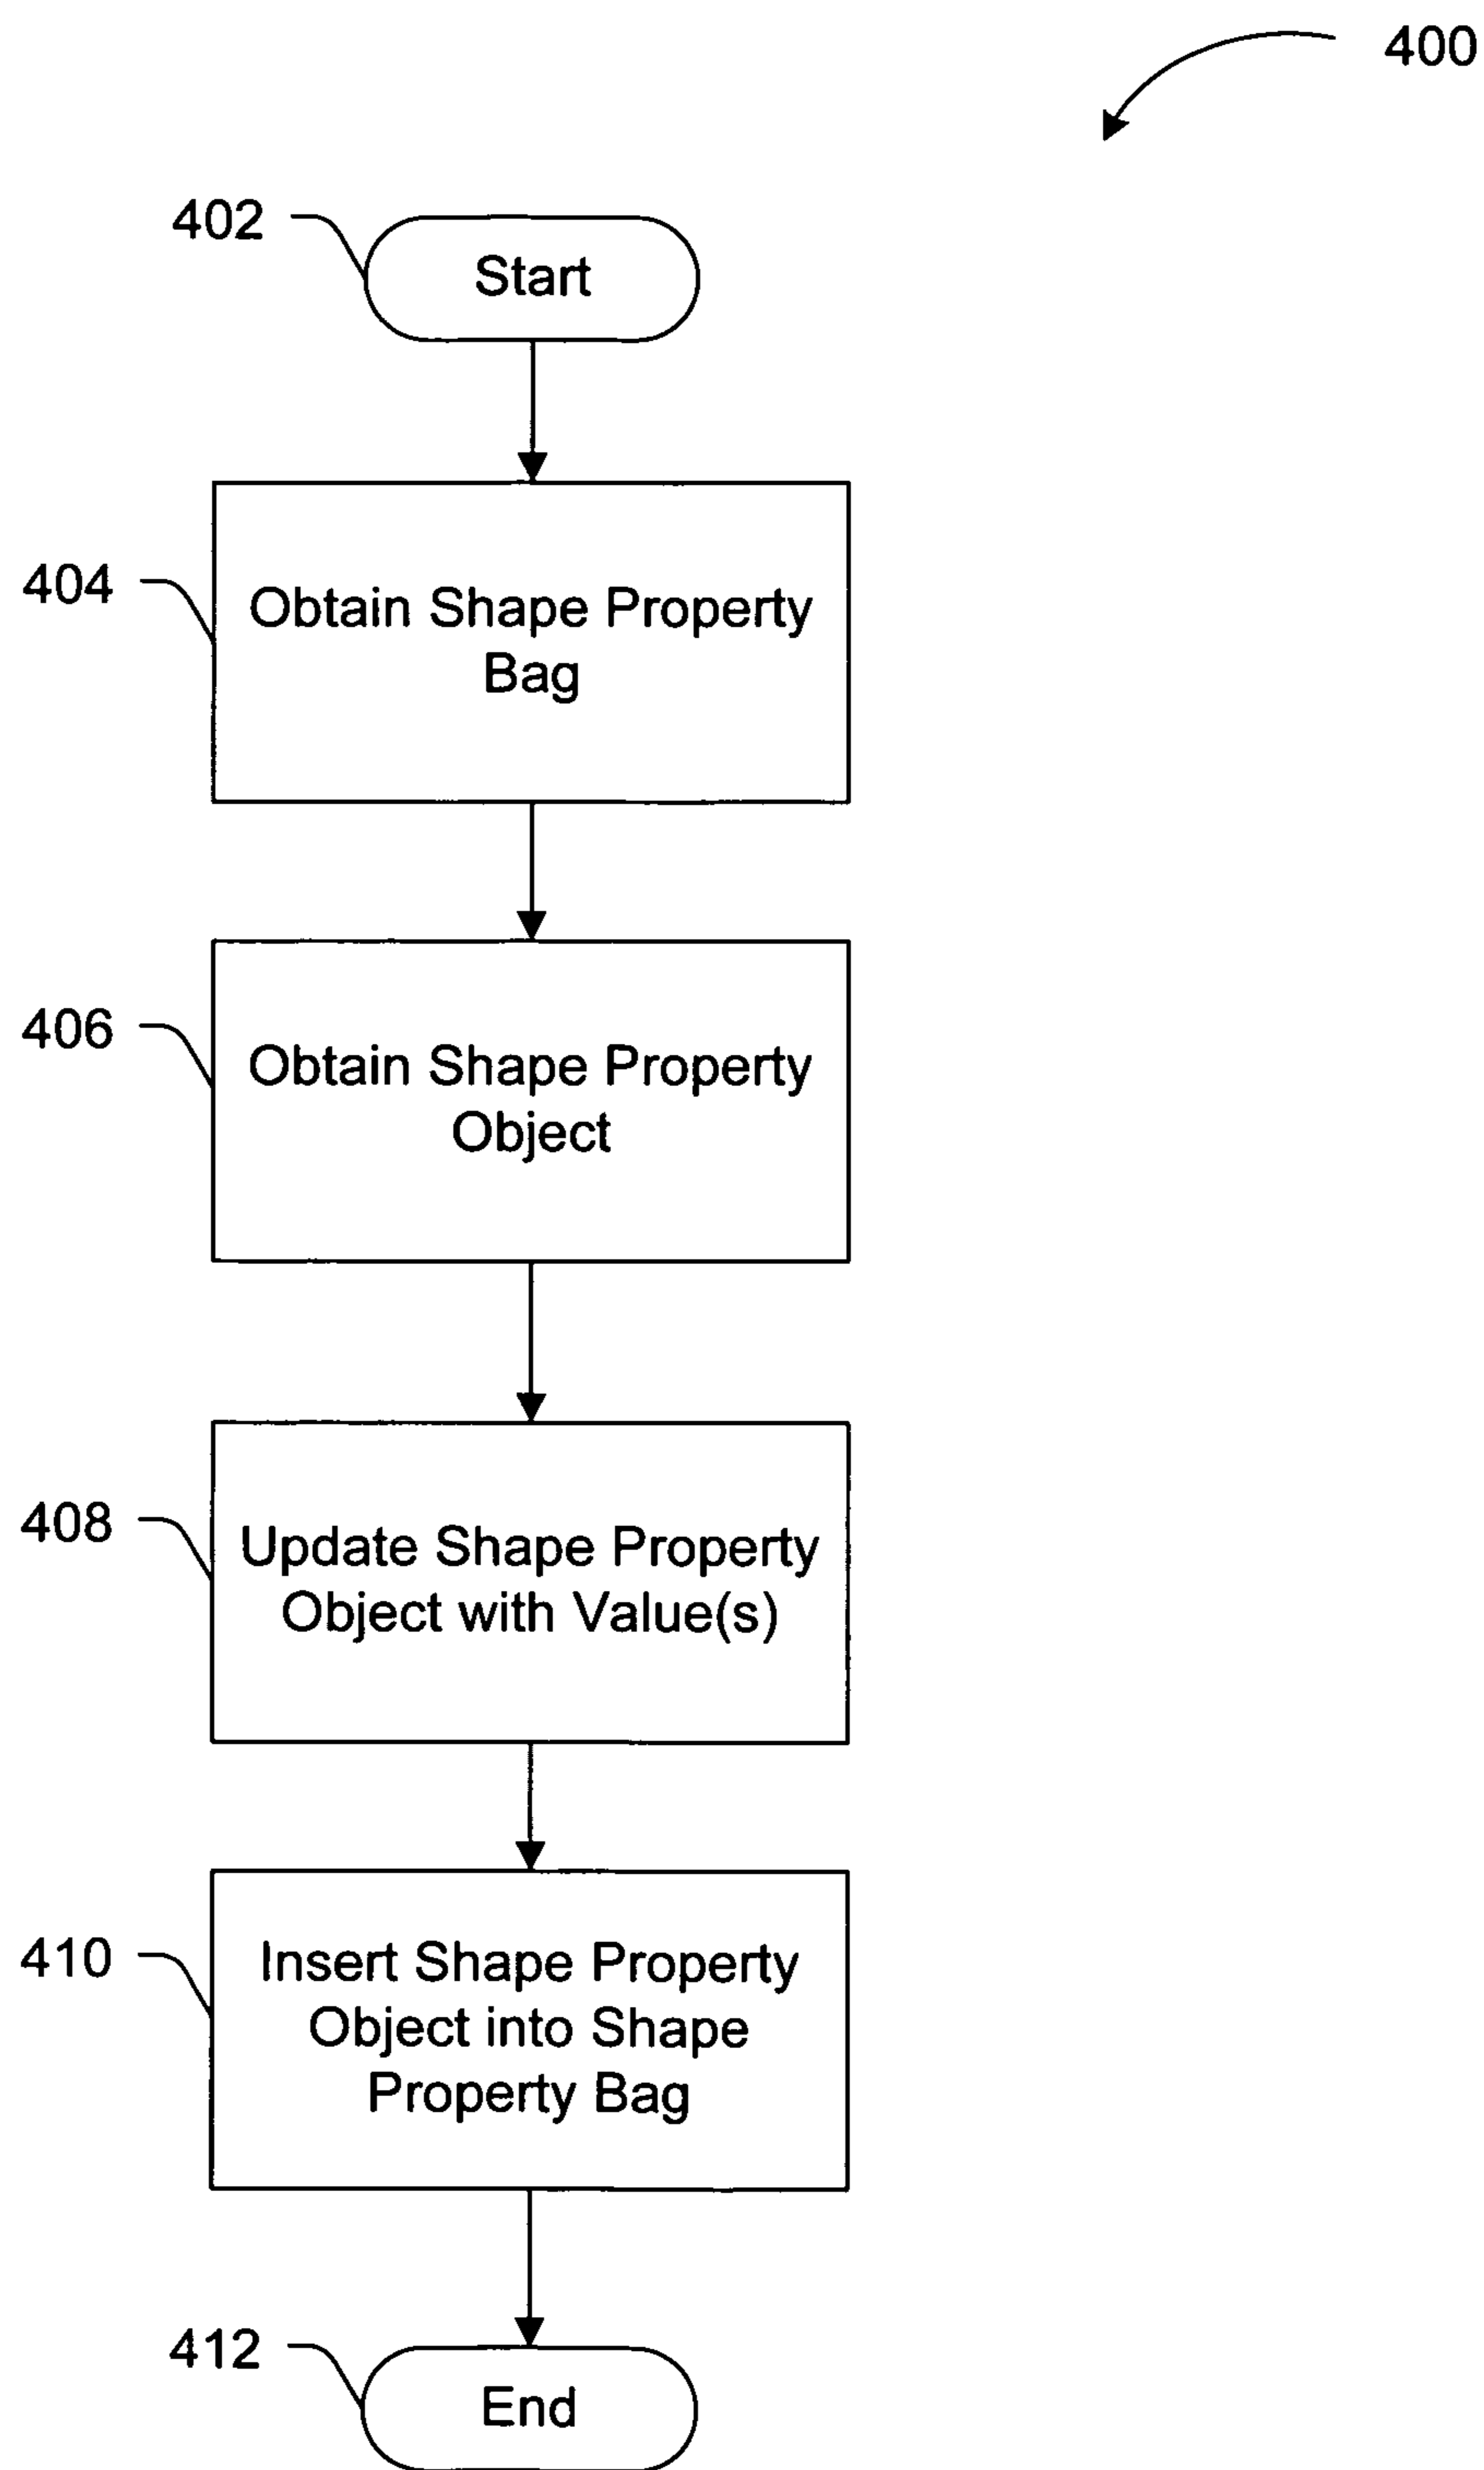 400
402
Start
404
Obtain Shape Property
Bag
406
Obtain Shape Property
Object
408
Update Shape Property
Object with Value(s)
410
Insert Shape Property
Object into Shape
Property Bag
412
End